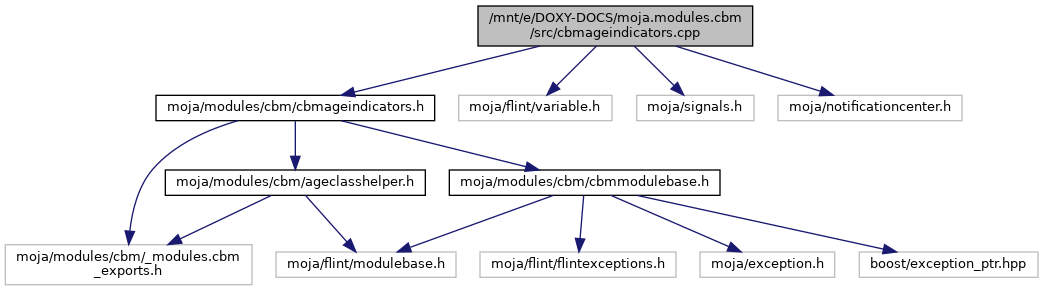 /mnt/e/DOXY-DOCS/moja.modules.cbm
/src/cbmageindicators.cpp
moja/modules/cbm/cbmageindicators.h
moja/flint/variable.h
moja/signals.h
moja/notificationcenter.h
moja/modules/cbm/ageclasshelper.h
moja/modules/cbm/cbmmodulebase.h
moja/modules/cbm/_modules.cbm
_exports.h
moja/flint/modulebase.h
moja/flint/flintexceptions.h
moja/exception.h
boost/exception_ptr.hpp